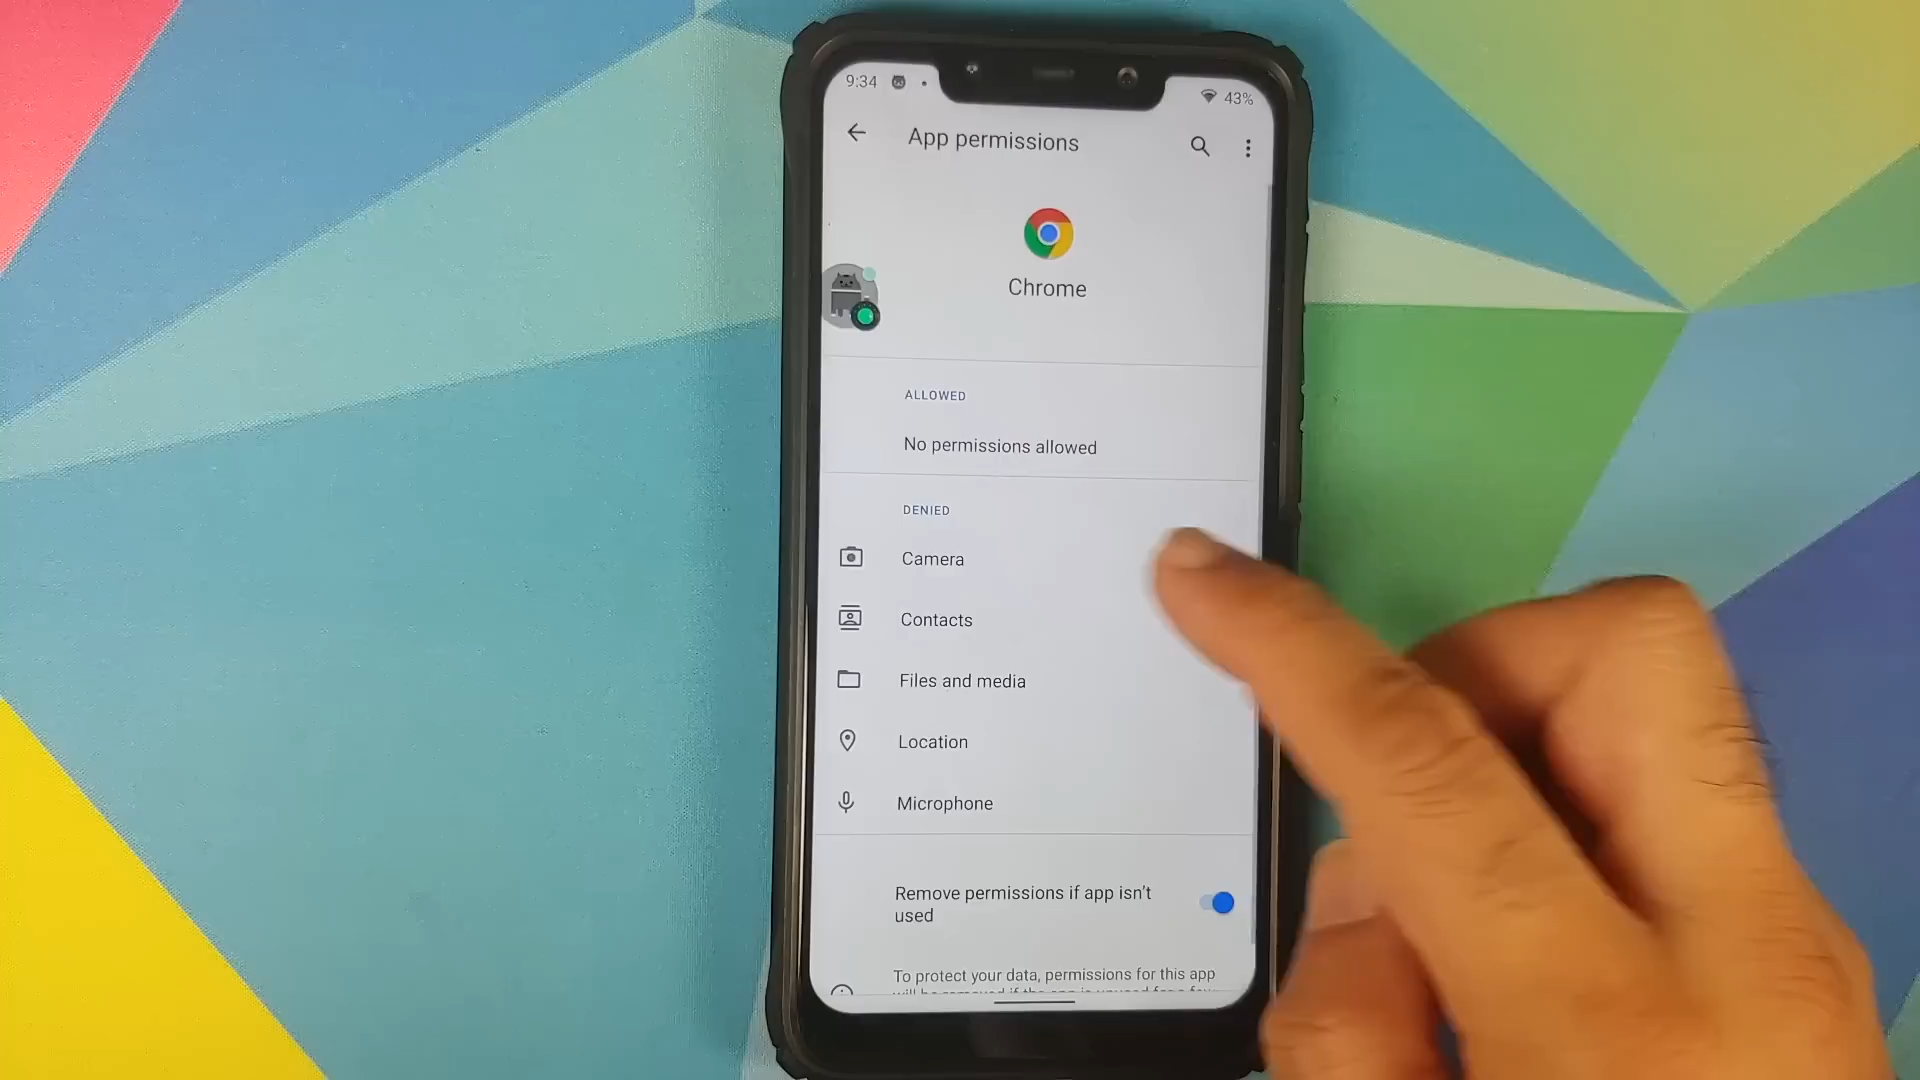 9:34
43%
App permissions
Chrome
ALLOWED
No permissions allowed
DENIED
Camera
Contacts
Files and media
Location
Microphone
Remove permissions if app isn't
used
To protect your data, permissions for this app